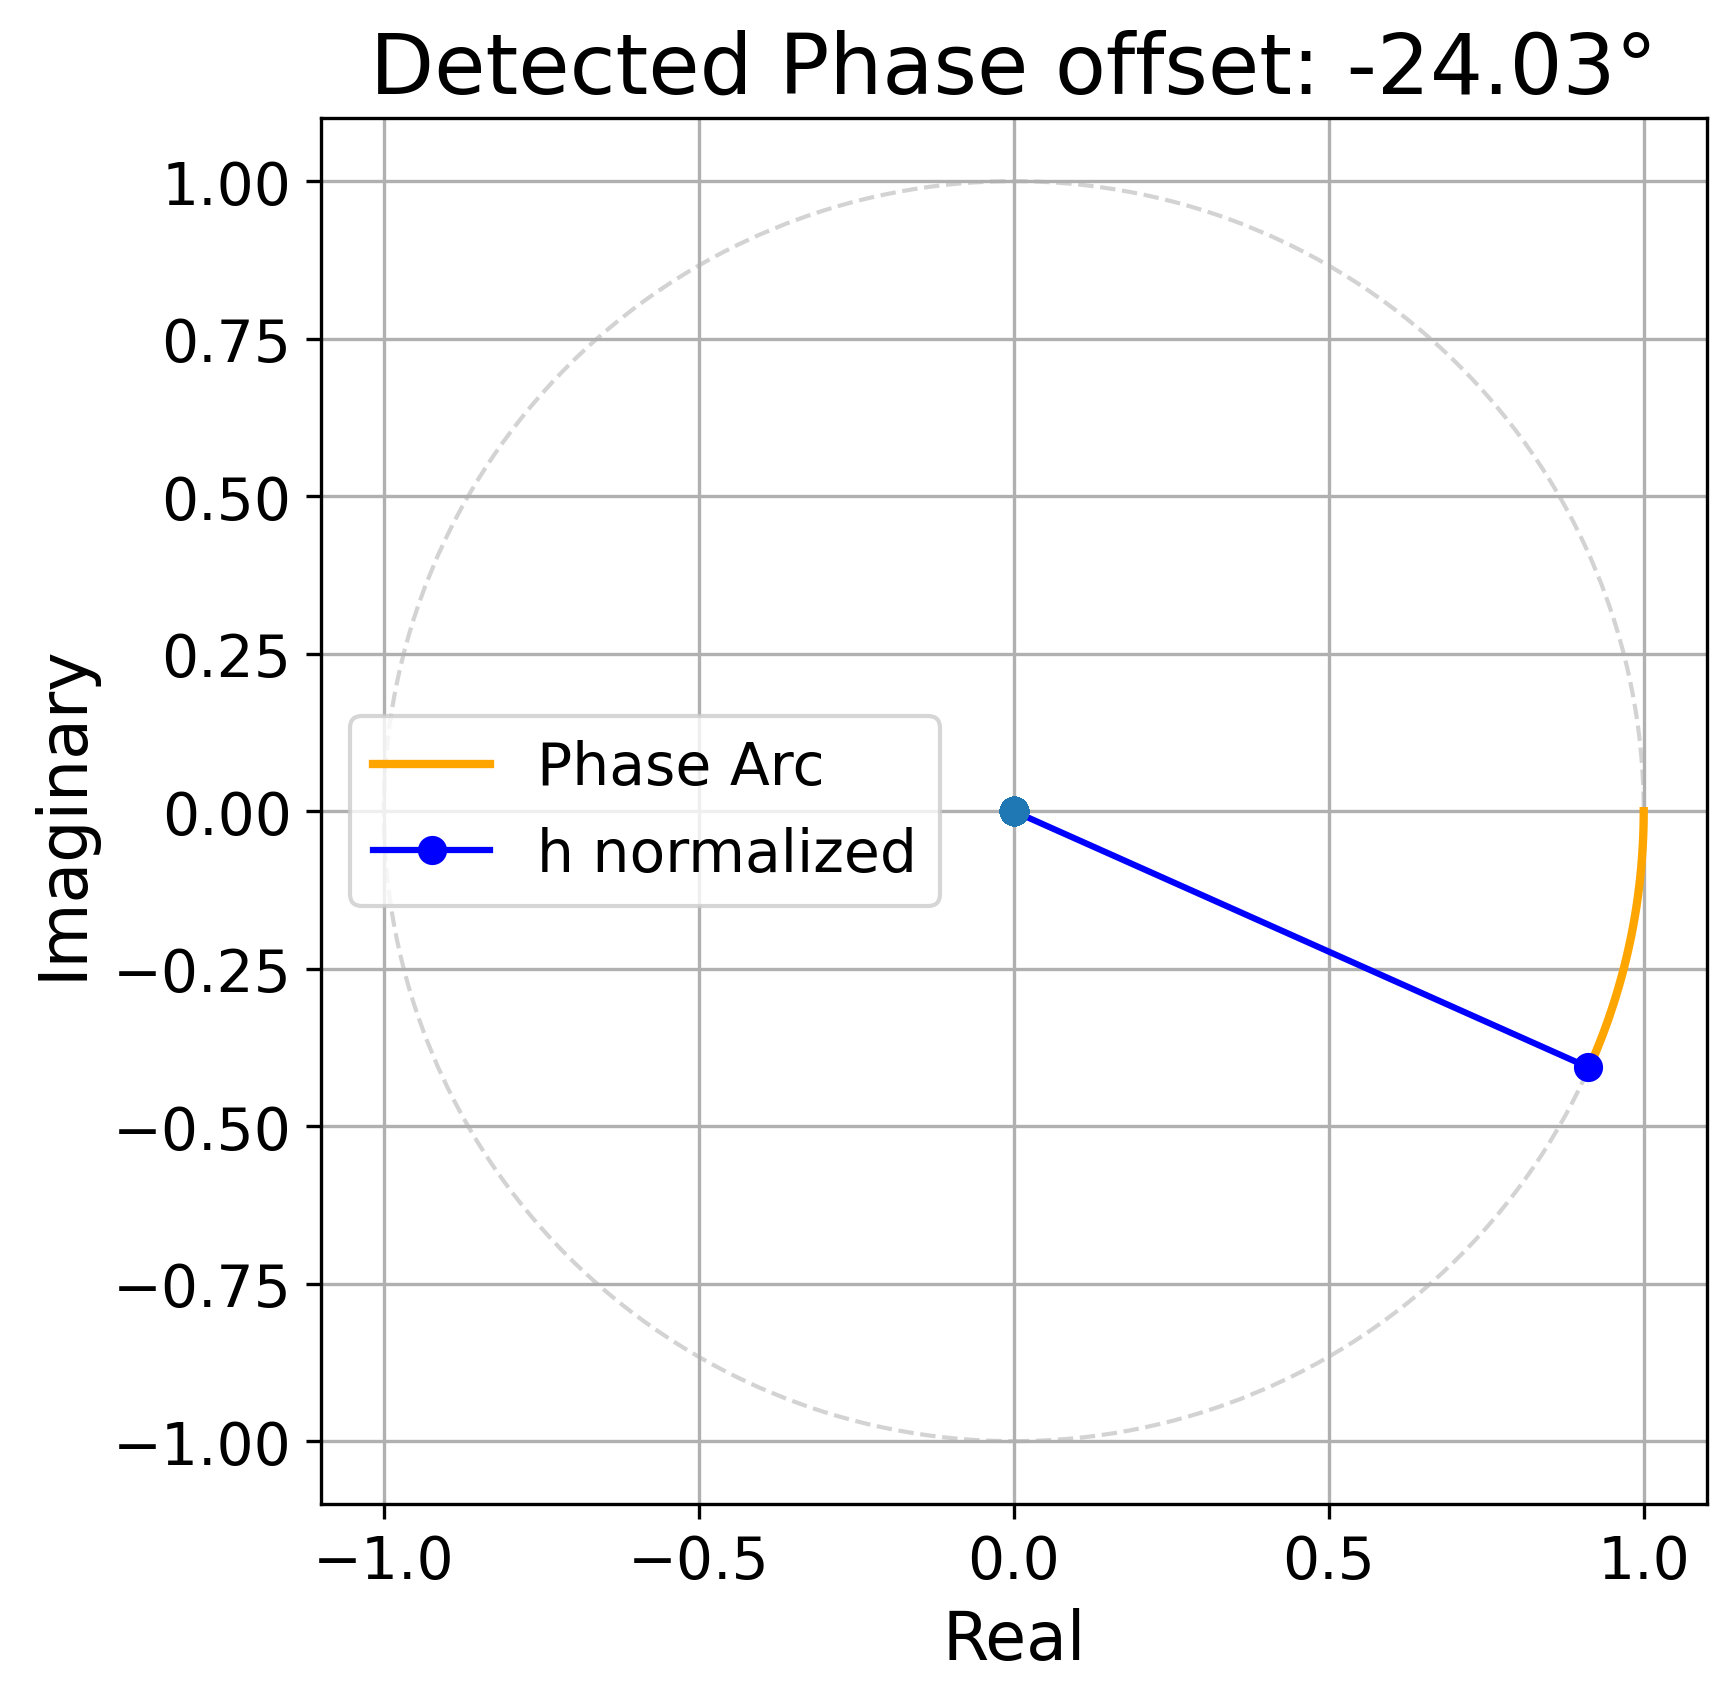 Detected Phase offset: -24.03°
1.00
0.75
0.50
0.25
0.00
−0.25
−0.50
−0.75
−1.00
Imaginary
Phase Arc
h normalized
−1.0 −0.5 0.0 0.5 1.0
Real